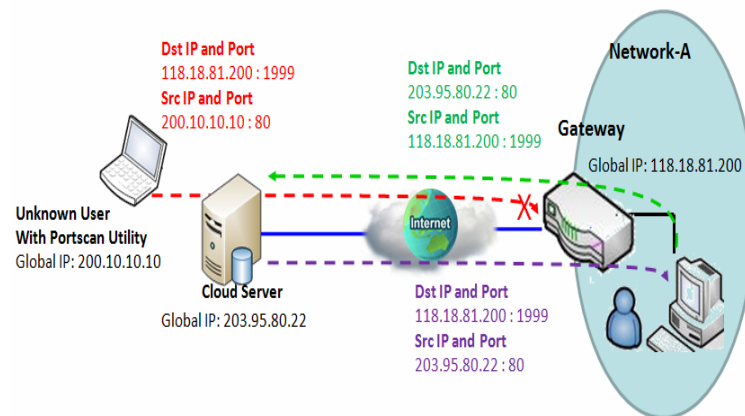 Dst IP and Port
118.18.81.200 : 1999
Src IP and Port
200.10.10.10 : 80
Dst IP and Port
203.95.80.22 : 80
Src IP and Port
118.18.81.200 : 1999
Network-A
Gateway
Global IP: 118.18.81.200
Unknown User
With Portscan Utility
Global IP: 200.10.10.10
Internet
Cloud Server
Global IP: 203.95.80.22
Dst IP and Port
118.18.81.200 : 1999
Src IP and Port
203.95.80.22 : 80